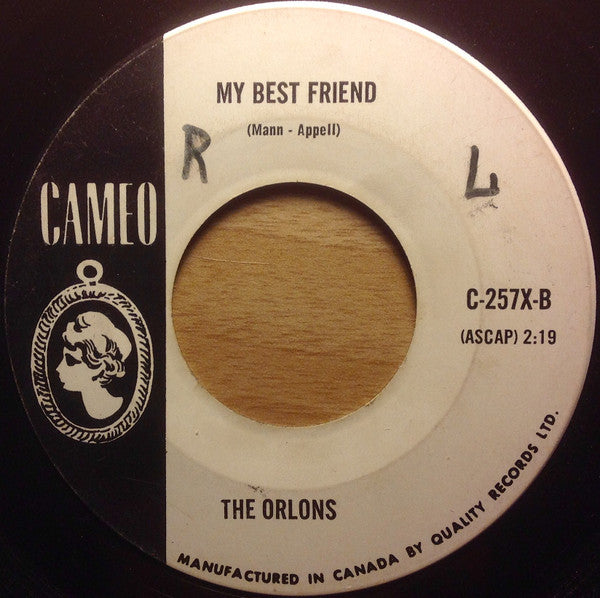 MY BEST FRIEND
(Mann - Appell)
R
L
CAMEO
C-257X-B
(ASCAP) 2:19
THE ORLONS
MANUFACTURED IN CANADA BY QUALITY RECORDS LTD.